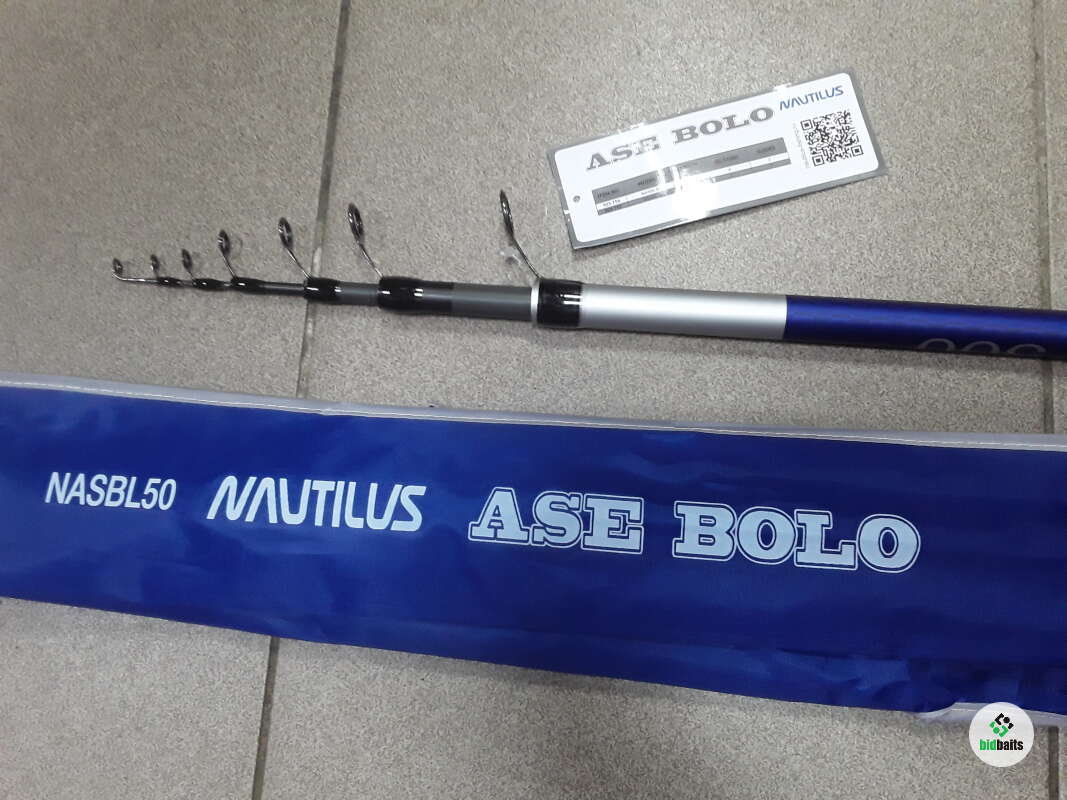 NAUTILUS
ASE BOLO
NASBL50 NAUTILUS ASE BOLO
bidbaits